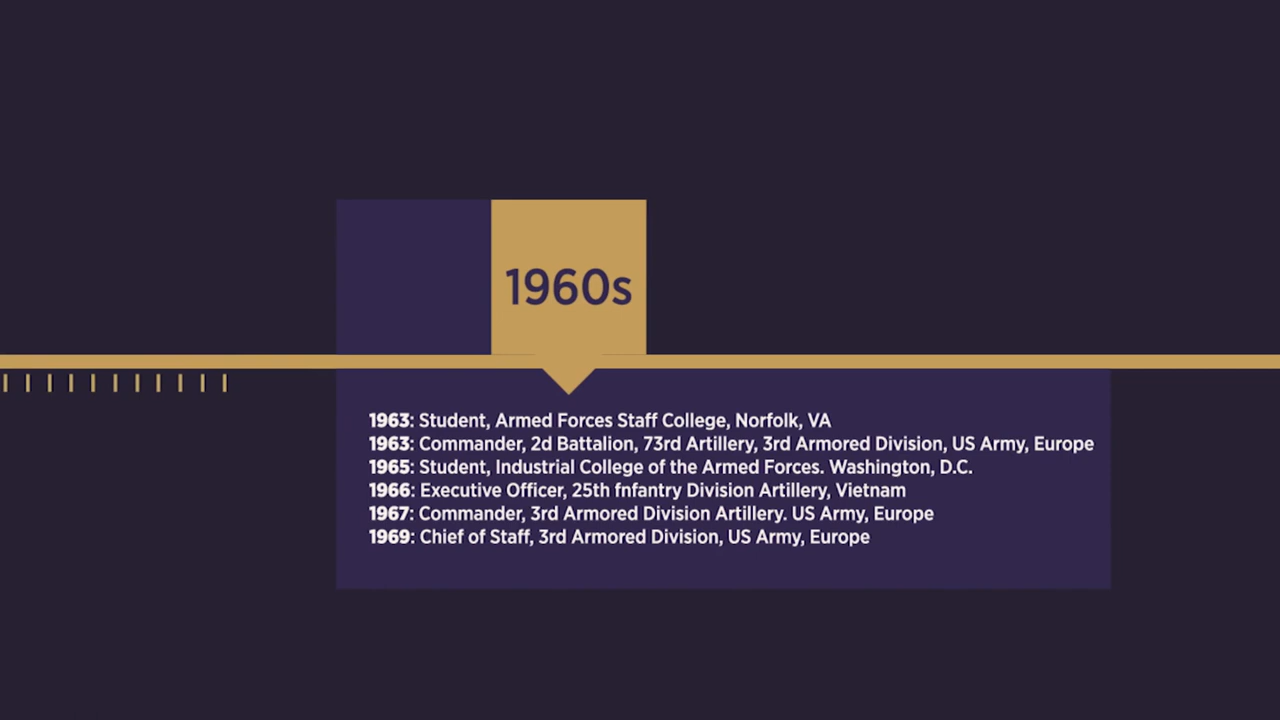 1960s
1963: Student, Armed Forces Staff College, Norfolk, VA
1963: Commander, 2d Battalion, 73rd Artillery, 3rd Armored Division, US Army, Europe
1965: Student, Industrial College of the Armed Forces. Washington, D.C.
1966: Executive Officer, 25th fnfantry Division Artillery, Vietnam
1967: Commander, 3rd Armored Division Artillery. US Army, Europe
1969: Chief of Staff, 3rd Armored Division, US Army, Europe